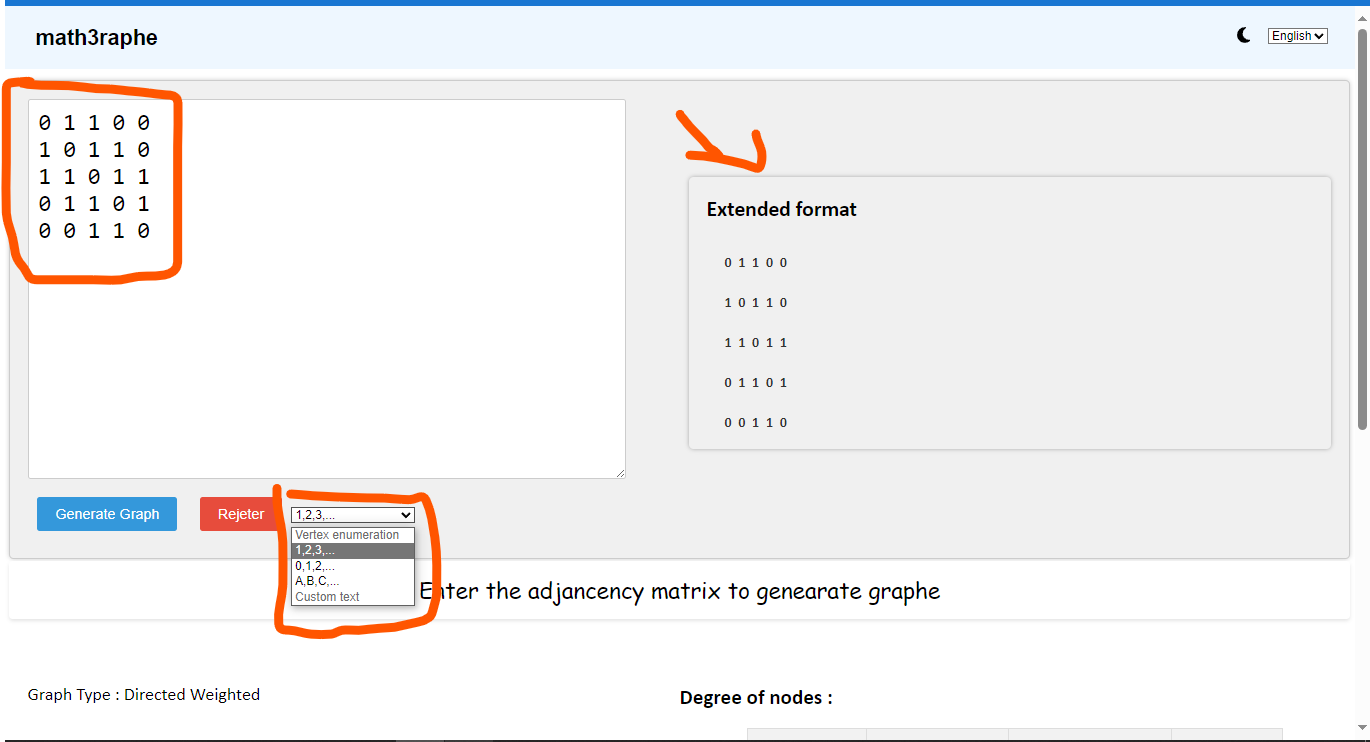 math3raphe
English
0 1 1 0 0
1 0 1 1 0
1 1 0 1 1
0 1 1 0 1
0 0 1 1 0
Extended format
0 1 1 0 0
1 0 1 1 0
1 1 0 1 1
0 1 1 0 1
0 0 1 1 0
Generate Graph
Rejeter
1,2,3,...
Vertex enumeration
1,2,3,...
0,1,2,...
A,B,C,...
Custom text
Enter the adjancency matrix to genearate graphe
Graph Type : Directed Weighted
Degree of nodes :